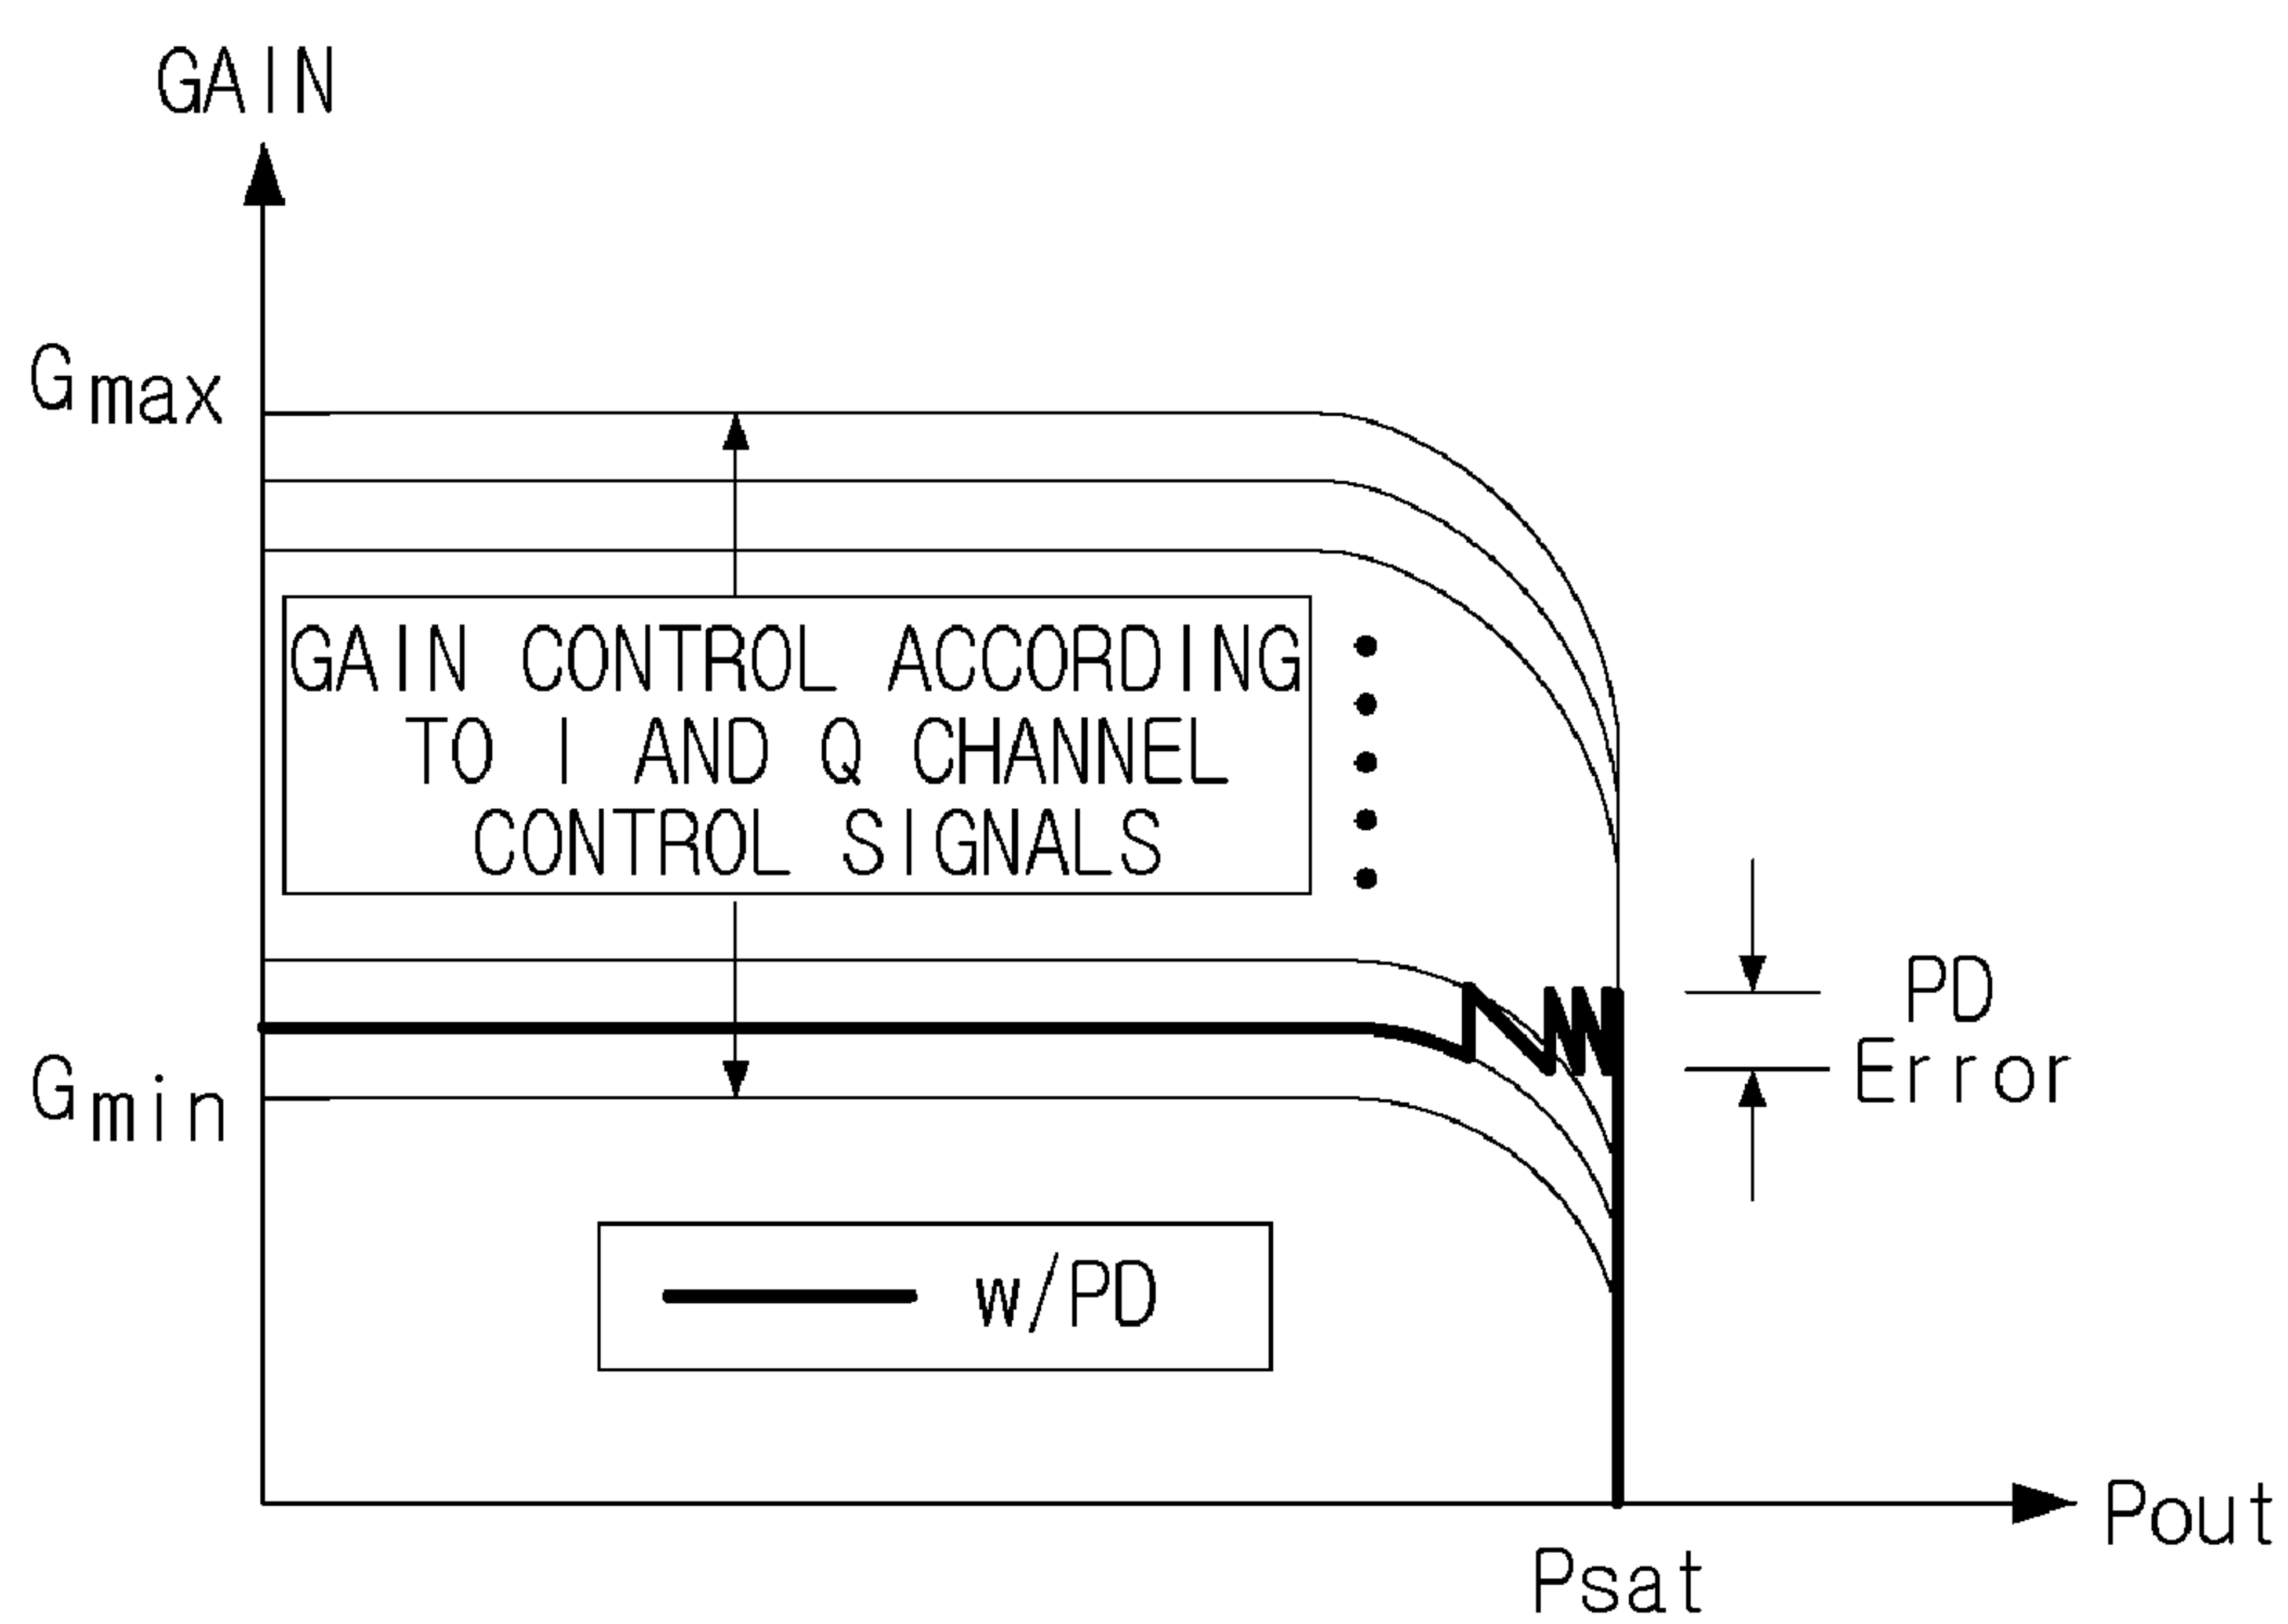 GAIN
Gmax
GAIN CONTROL ACCORDING
TO I AND Q CHANNEL
CONTROL SIGNALS
PD
Error
Gmin
w/PD
Pout
Psat